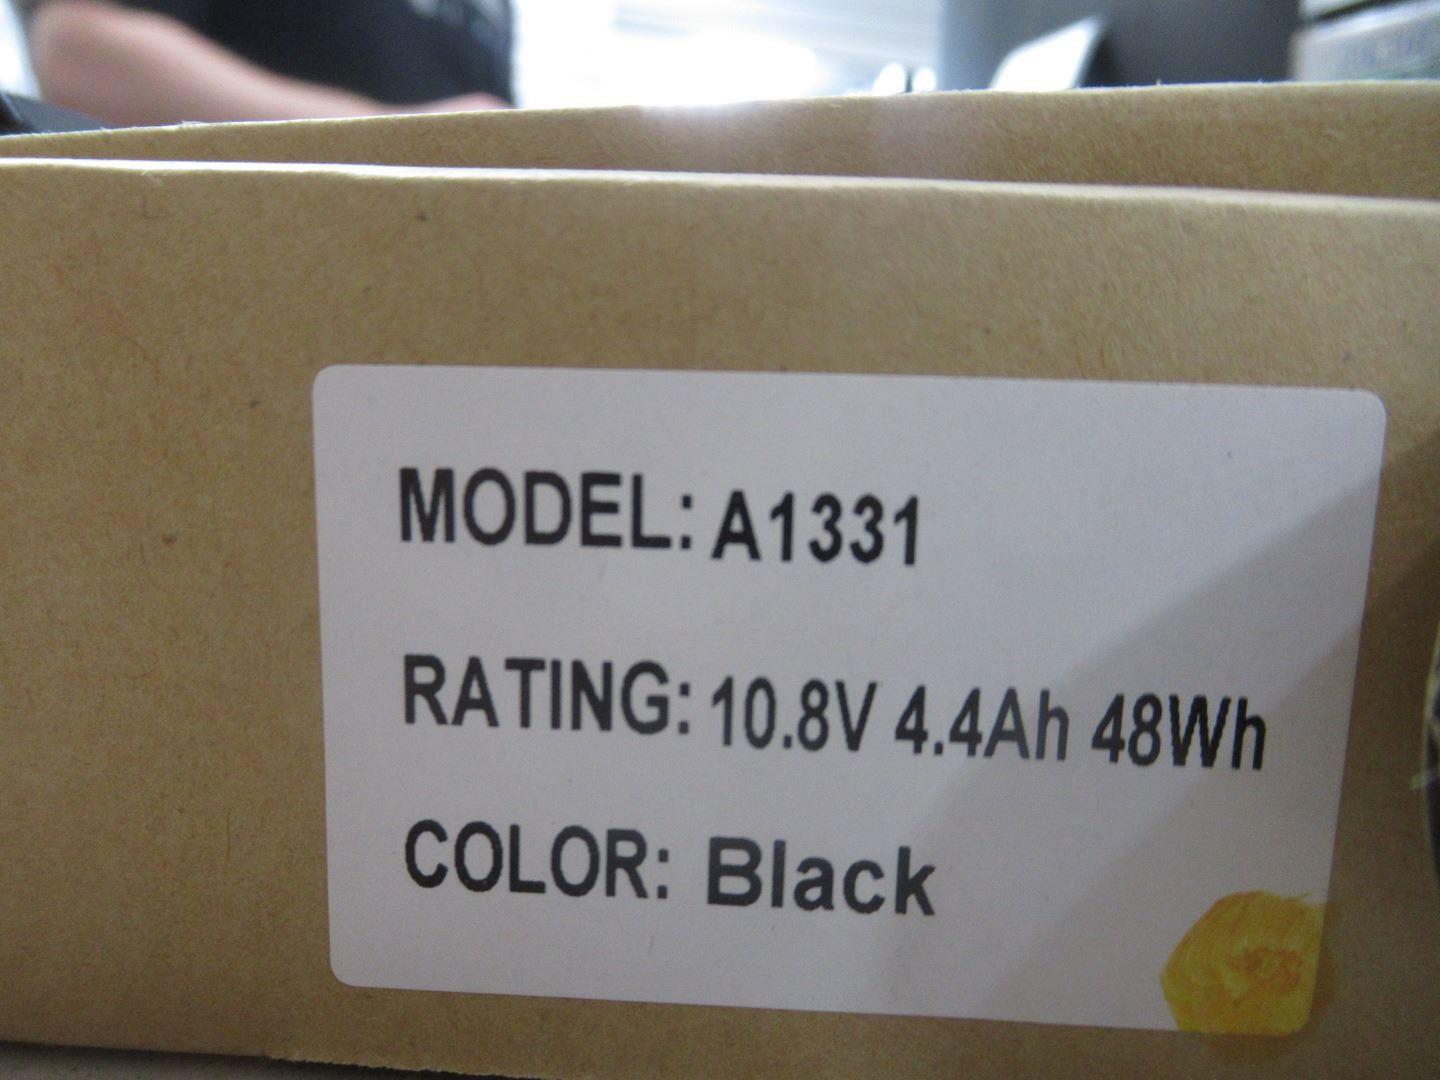 MODEL: A1331
RATING: 10.8V 4.4Ah 48Wh
COLOR: Black